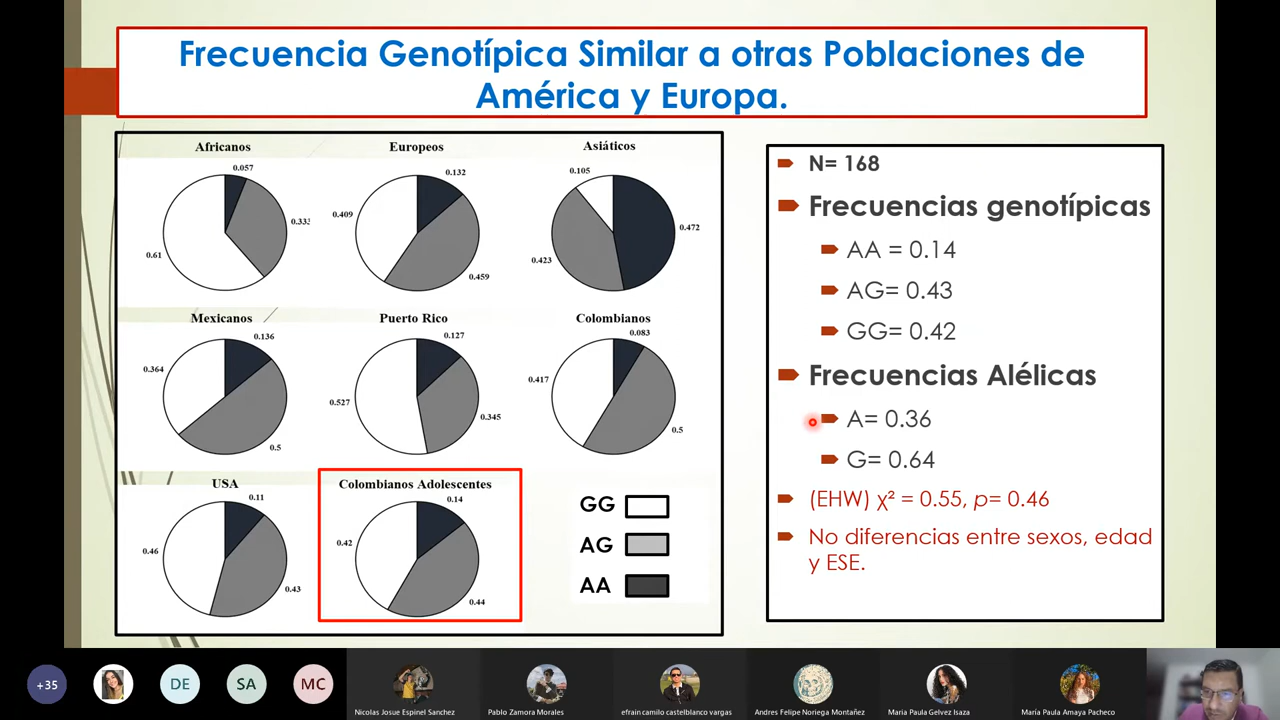 Frecuencia Genotípica Similar a otras Poblaciones de
América y Europa.
Africanos
0.057
0.333
0.61
Europeos
0.132
0.409
0.459
Asiáticos
0.105
0.472
0.423
Mexicanos
0.136
0.364
0.5
Puerto Rico
0.127
0.527
0.345
Colombianos
0.083
0.417
0.5
USA
0.11
0.46
0.43
Colombianos Adolescentes
0.14
0.42
0.44
GG
AG
AA
N= 168
Frecuencias genotípicas
AA = 0.14
AG= 0.43
GG= 0.42
Frecuencias Alélicas
A= 0.36
G= 0.64
(EHW) χ² = 0.55, p= 0.46
No diferencias entre sexos, edad
y ESE.
+35
DE
SA
MC
Nicolas Josue Espinel Sanchez
Pablo Zamora Morales
efrain camilo castelblanco vargas
Andres Felipe Noriega Montañez
Maria Paula Gelvez Isaza
María Paula Amaya Pacheco